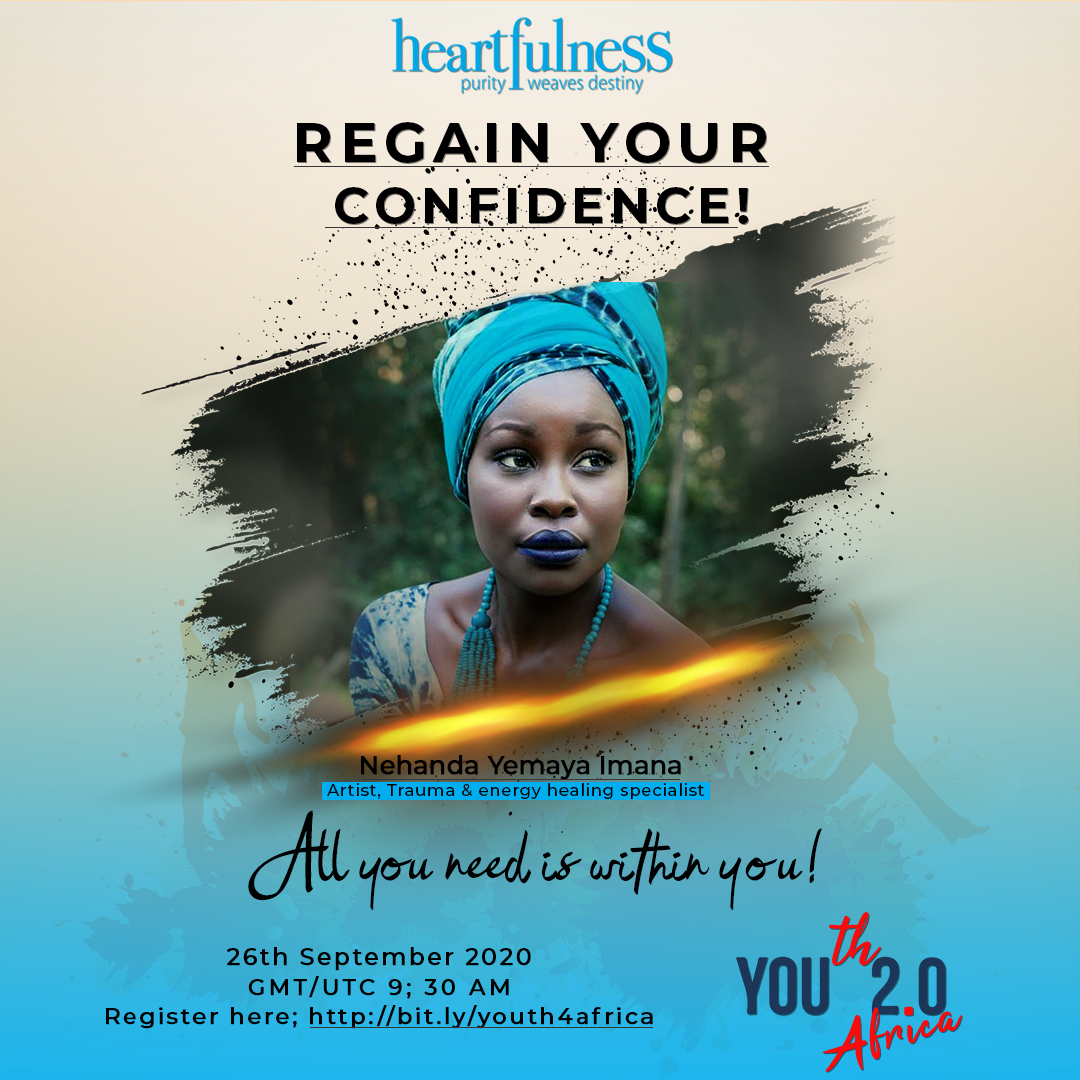 heartfulness
purity weaves destiny
REGAIN YOUR
CONFIDENCE!
Nehanda Yemaya Imana
Artist, Trauma & energy healing specialist
All you need is within you!
26th September 2020
GMT/UTC 9; 30 AM
Register here; http://bit.ly/youth4africa
YOUth 2.0
Africa